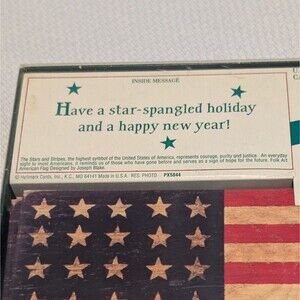 INSIDE MESSAGE
Have a star-spangled holiday
and a happy new year!
The Stars and Stripes, the highest symbol of the United States of America, represents courage, purity and justice. An everyday
sight to most Americans, it reminds us of those who have gone before and serves as a sign of hope for the future. Folk Art
American Flag Designed by Joseph Blake.
© Hallmark Cards, Inc., K.C., MO 64141 Made in U.S.A. RES. PHOTO PX5844